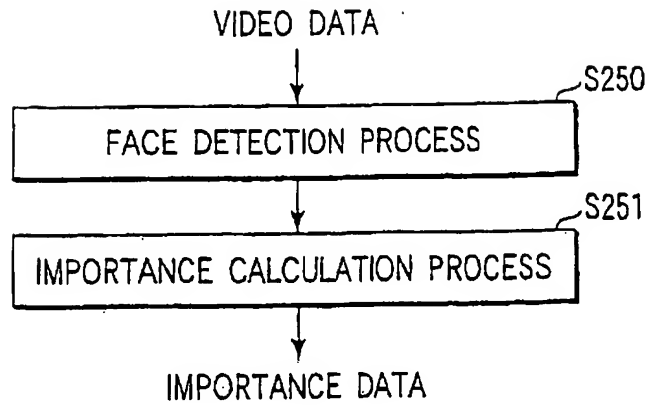 VIDEO DATA
S250
FACE DETECTION PROCESS
S251
IMPORTANCE CALCULATION PROCESS
IMPORTANCE DATA